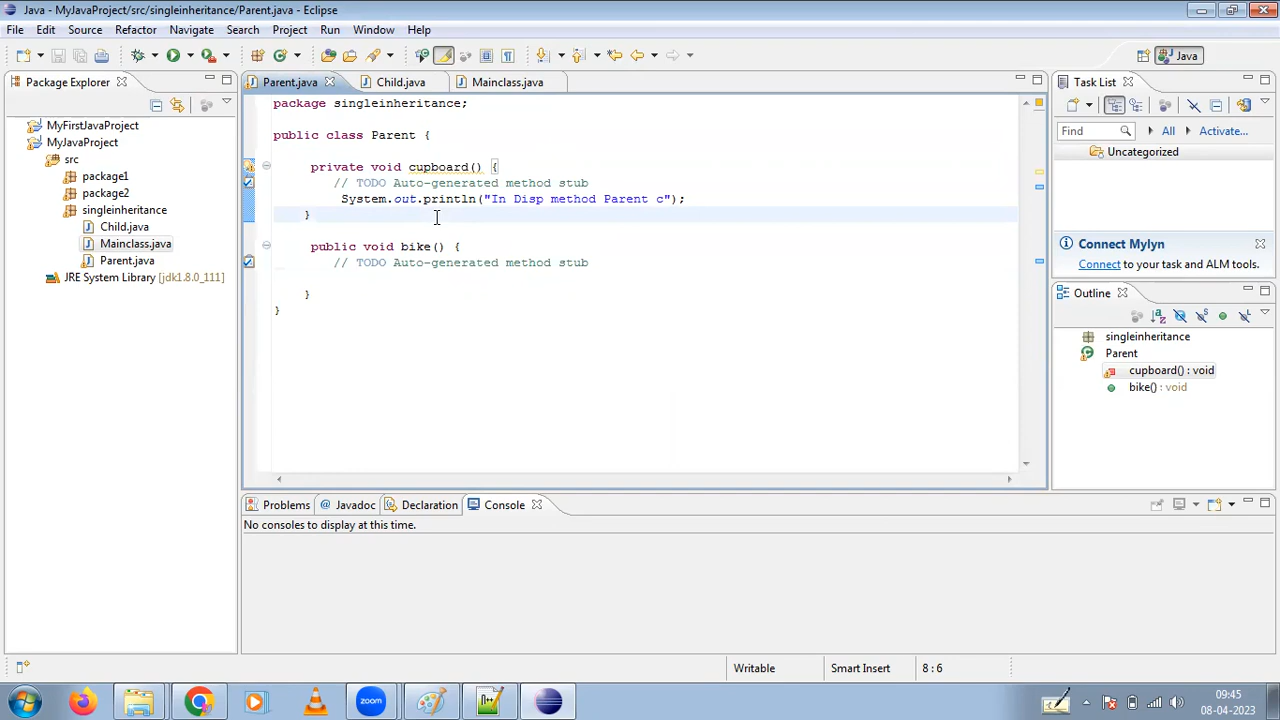 Java - MyJavaProject/src/singleinheritance/Parent.java - Eclipse
File Edit Source Refactor Navigate Search Project Run Window Help
Java
Package Explorer
MyFirstJavaProject
MyJavaProject
src
package1
package2
singleinheritance
Child.java
Mainclass.java
Parent.java
JRE System Library [jdk1.8.0_111]
Parent.java Child.java Mainclass.java
package singleinheritance;
public class Parent {
private void cupboard() {
// TODO Auto-generated method stub
System.out.println("In Disp method Parent c");
}
public void bike() {
// TODO Auto-generated method stub
}
}
Task List
Find All Activate...
Uncategorized
Connect Mylyn
Connect to your task and ALM tools.
Outline
singleinheritance
Parent
cupboard() : void
bike() : void
Problems Javadoc Declaration Console
No consoles to display at this time.
Writable Smart Insert 8 : 6
zoom
09:45
08-04-2023